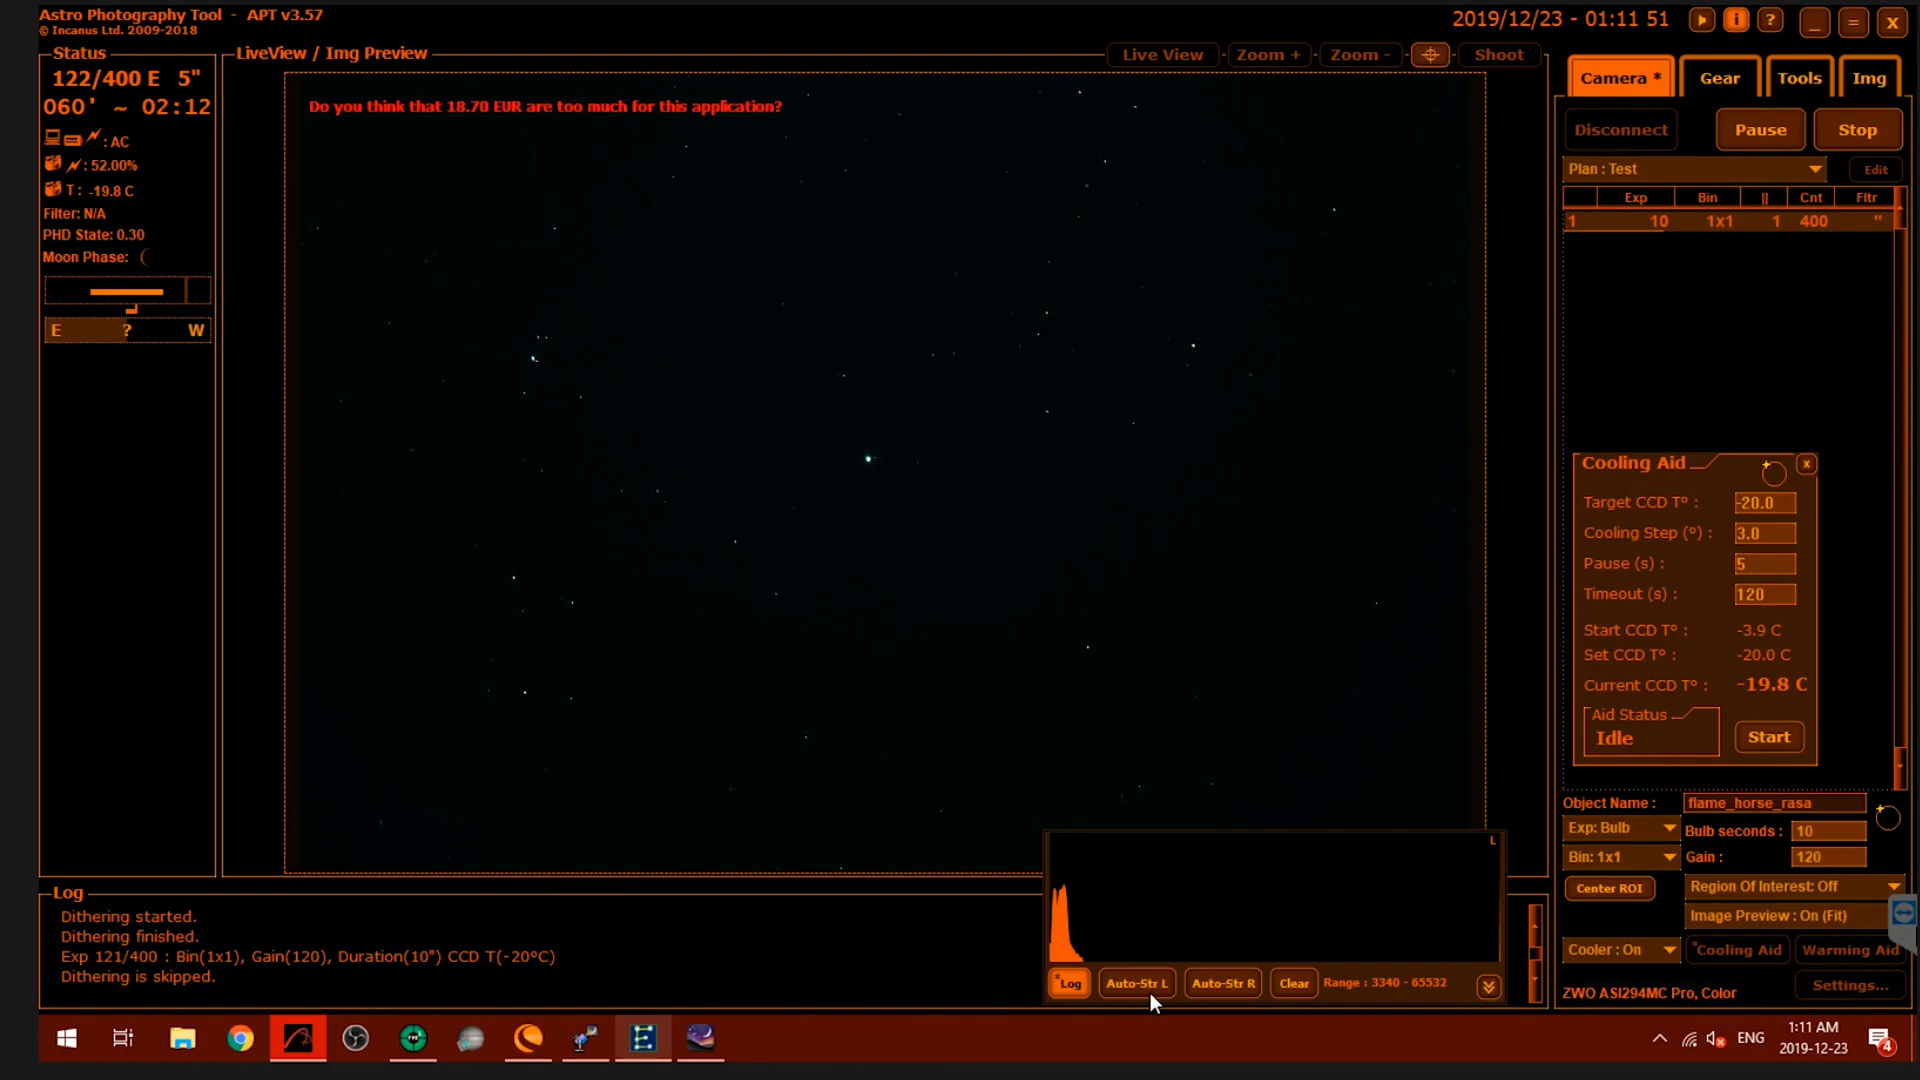 Astro Photography Tool - APT v3.57
© Incanus Ltd. 2009-2018
2019/12/23 - 01:11 51
i ? _ = X
Status
122/400 E 5"
060' ~ 02:12
: AC
: 52.00%
T : -19.8 C
Filter: N/A
PHD State: 0.30
Moon Phase:
E ? W
LiveView / Img Preview
Live View Zoom + Zoom - Shoot
Do you think that 18.70 EUR are too much for this application?
Camera * Gear Tools Img
Disconnect Pause Stop
Plan : Test Edit
Exp Bin || Cnt Fltr
1 10 1x1 1 400 "
Cooling Aid x
Target CCD Tº : -20.0
Cooling Step (º) : 3.0
Pause (s) : 5
Timeout (s) : 120
Start CCD Tº : -3.9 C
Set CCD Tº : -20.0 C
Current CCD Tº : -19.8 C
Aid Status
Idle
Start
Object Name : flame_horse_rasa
Exp: Bulb Bulb seconds : 10
Bin: 1x1 Gain : 120
Center ROI Region Of Interest: Off
Image Preview : On (Fit)
Cooler : On *Cooling Aid Warming Aid
ZWO ASI294MC Pro, Color Settings...
L
*Log Auto-Str L Auto-Str R Clear Range : 3340 - 65532
Log
Dithering started.
Dithering finished.
Exp 121/400 : Bin(1x1), Gain(120), Duration(10") CCD T(-20ºC)
Dithering is skipped.
ENG
1:11 AM
2019-12-23
4